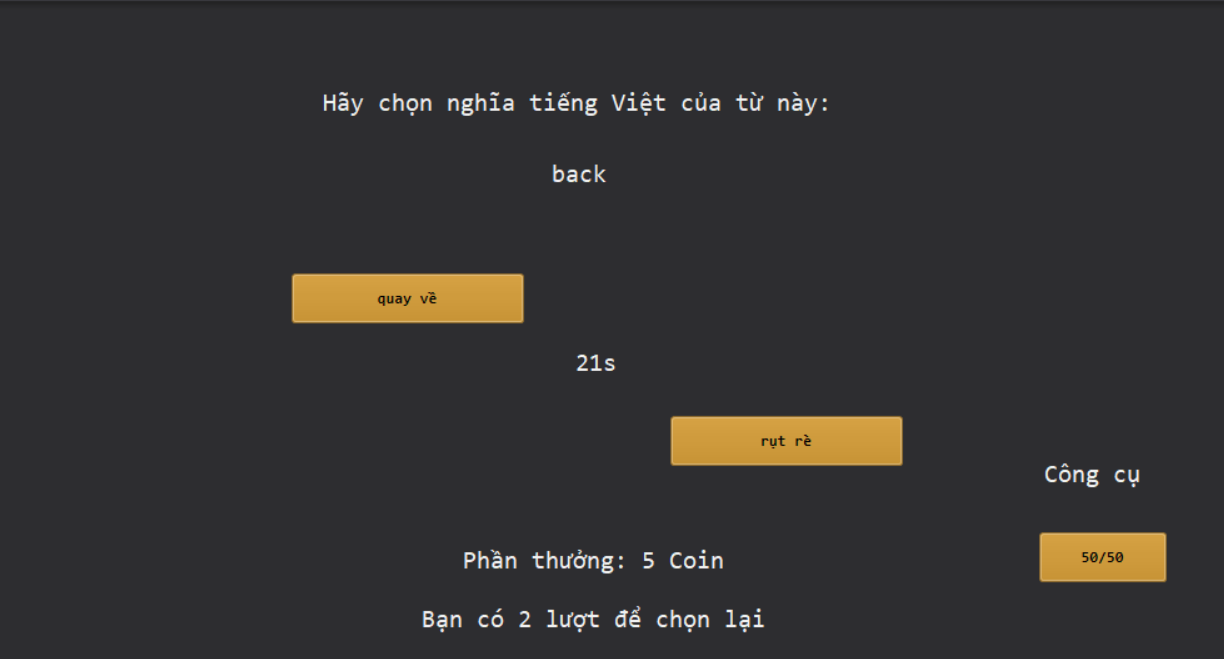 Hãy chọn nghĩa tiếng Việt của từ này:
back
quay về
21s
rụt rè
Công cụ
50/50
Phần thưởng: 5 Coin
Bạn có 2 lượt để chọn lại